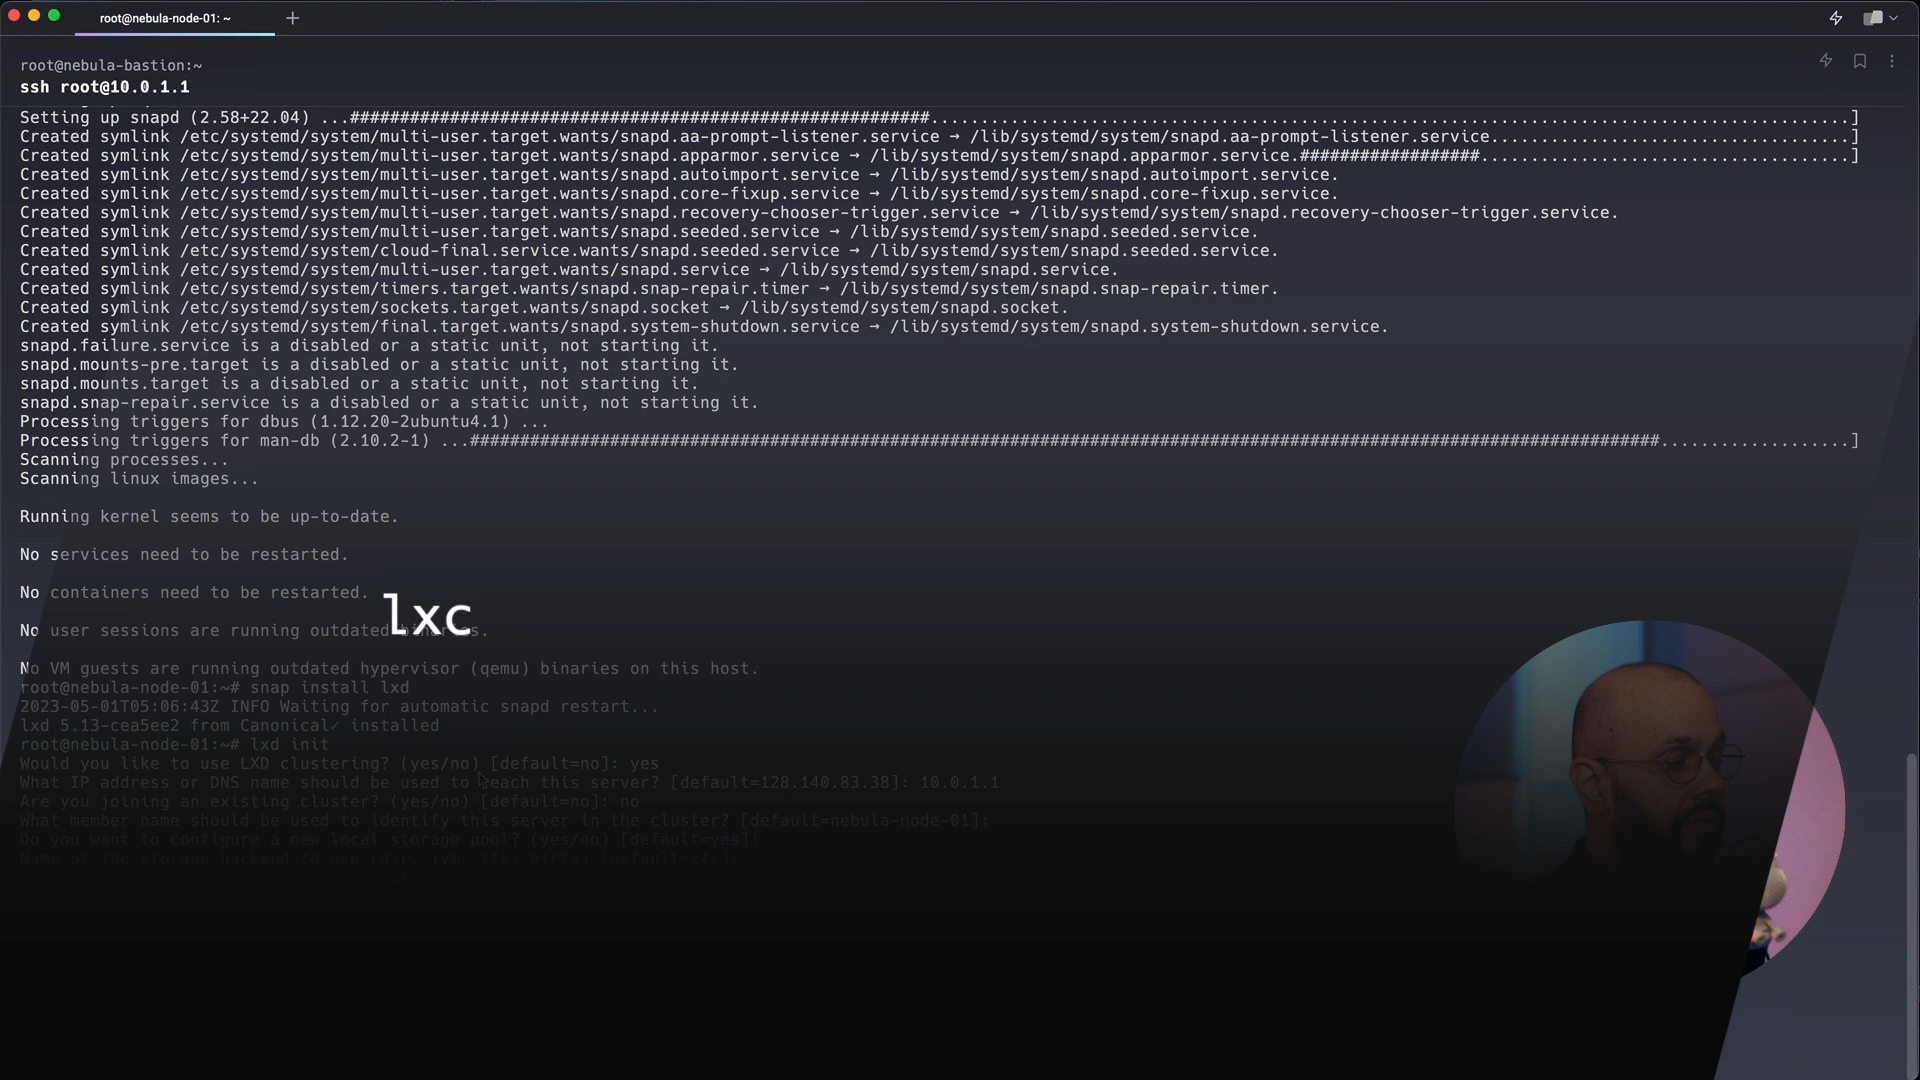 root@nebula-node-01: ~
root@nebula-bastion:~
ssh root@10.0.1.1
Setting up snapd (2.58+22.04) ...##########################################################............................................................................................]
Created symlink /etc/systemd/system/multi-user.target.wants/snapd.aa-prompt-listener.service → /lib/systemd/system/snapd.aa-prompt-listener.service....................................]
Created symlink /etc/systemd/system/multi-user.target.wants/snapd.apparmor.service → /lib/systemd/system/snapd.apparmor.service.##################.....................................]
Created symlink /etc/systemd/system/multi-user.target.wants/snapd.autoimport.service → /lib/systemd/system/snapd.autoimport.service.
Created symlink /etc/systemd/system/multi-user.target.wants/snapd.core-fixup.service → /lib/systemd/system/snapd.core-fixup.service.
Created symlink /etc/systemd/system/multi-user.target.wants/snapd.recovery-chooser-trigger.service → /lib/systemd/system/snapd.recovery-chooser-trigger.service.
Created symlink /etc/systemd/system/multi-user.target.wants/snapd.seeded.service → /lib/systemd/system/snapd.seeded.service.
Created symlink /etc/systemd/system/cloud-final.service.wants/snapd.seeded.service → /lib/systemd/system/snapd.seeded.service.
Created symlink /etc/systemd/system/multi-user.target.wants/snapd.service → /lib/systemd/system/snapd.service.
Created symlink /etc/systemd/system/timers.target.wants/snapd.snap-repair.timer → /lib/systemd/system/snapd.snap-repair.timer.
Created symlink /etc/systemd/system/sockets.target.wants/snapd.socket → /lib/systemd/system/snapd.socket.
Created symlink /etc/systemd/system/final.target.wants/snapd.system-shutdown.service → /lib/systemd/system/snapd.system-shutdown.service.
snapd.failure.service is a disabled or a static unit, not starting it.
snapd.mounts-pre.target is a disabled or a static unit, not starting it.
snapd.mounts.target is a disabled or a static unit, not starting it.
snapd.snap-repair.service is a disabled or a static unit, not starting it.
Processing triggers for dbus (1.12.20-2ubuntu4.1) ...
Processing triggers for man-db (2.10.2-1) ...#######################################################################################################################...................]
Scanning processes...
Scanning linux images...
Running kernel seems to be up-to-date.
No services need to be restarted.
No containers need to be restarted.
lxc
No user sessions are running outdated binaries.
No VM guests are running outdated hypervisor (qemu) binaries on this host.
root@nebula-node-01:~# snap install lxd
2023-05-01T05:06:43Z INFO Waiting for automatic snapd restart...
lxd 5.13-cea5ee2 from Canonical✓ installed
root@nebula-node-01:~# lxd init
Would you like to use LXD clustering? (yes/no) [default=no]: yes
What IP address or DNS name should be used to reach this server? [default=128.140.83.38]: 10.0.1.1
Are you joining an existing cluster? (yes/no) [default=no]: no
What member name should be used to identify this server in the cluster? [default=nebula-node-01]:
Do you want to configure a new local storage pool? (yes/no) [default=yes]:
Name of the storage backend to use (dir, lvm, zfs, btrfs) [default=zfs]: